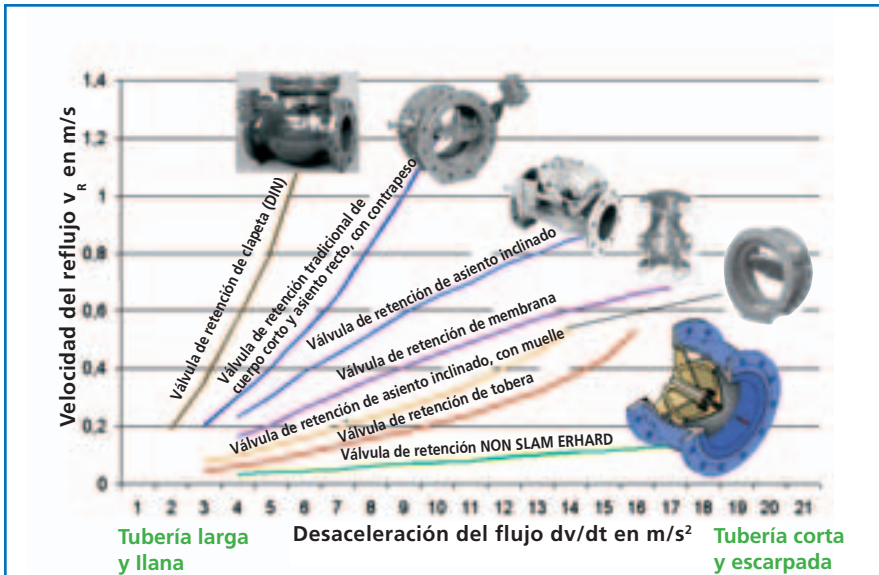 Velocidad del reflujo v_R en m/s
1,4
1,2
1
0,8
0,6
0,4
0,2
0
Válvula de retención de clapeta (DIN)
Válvula de retención tradicional de
cuerpo corto y asiento recto, con contrapeso
Válvula de retención de asiento inclinado
Válvula de retención de membrana
Válvula de retención de asiento inclinado, con muelle
Válvula de retención de tobera
Válvula de retención NON SLAM ERHARD
1 2 3 4 5 6 7 8 9 10 11 12 13 14 15 16 17 18 19 20 21
Tubería larga
y llana
Desaceleración del flujo dv/dt en m/s²
Tubería corta
y escarpada